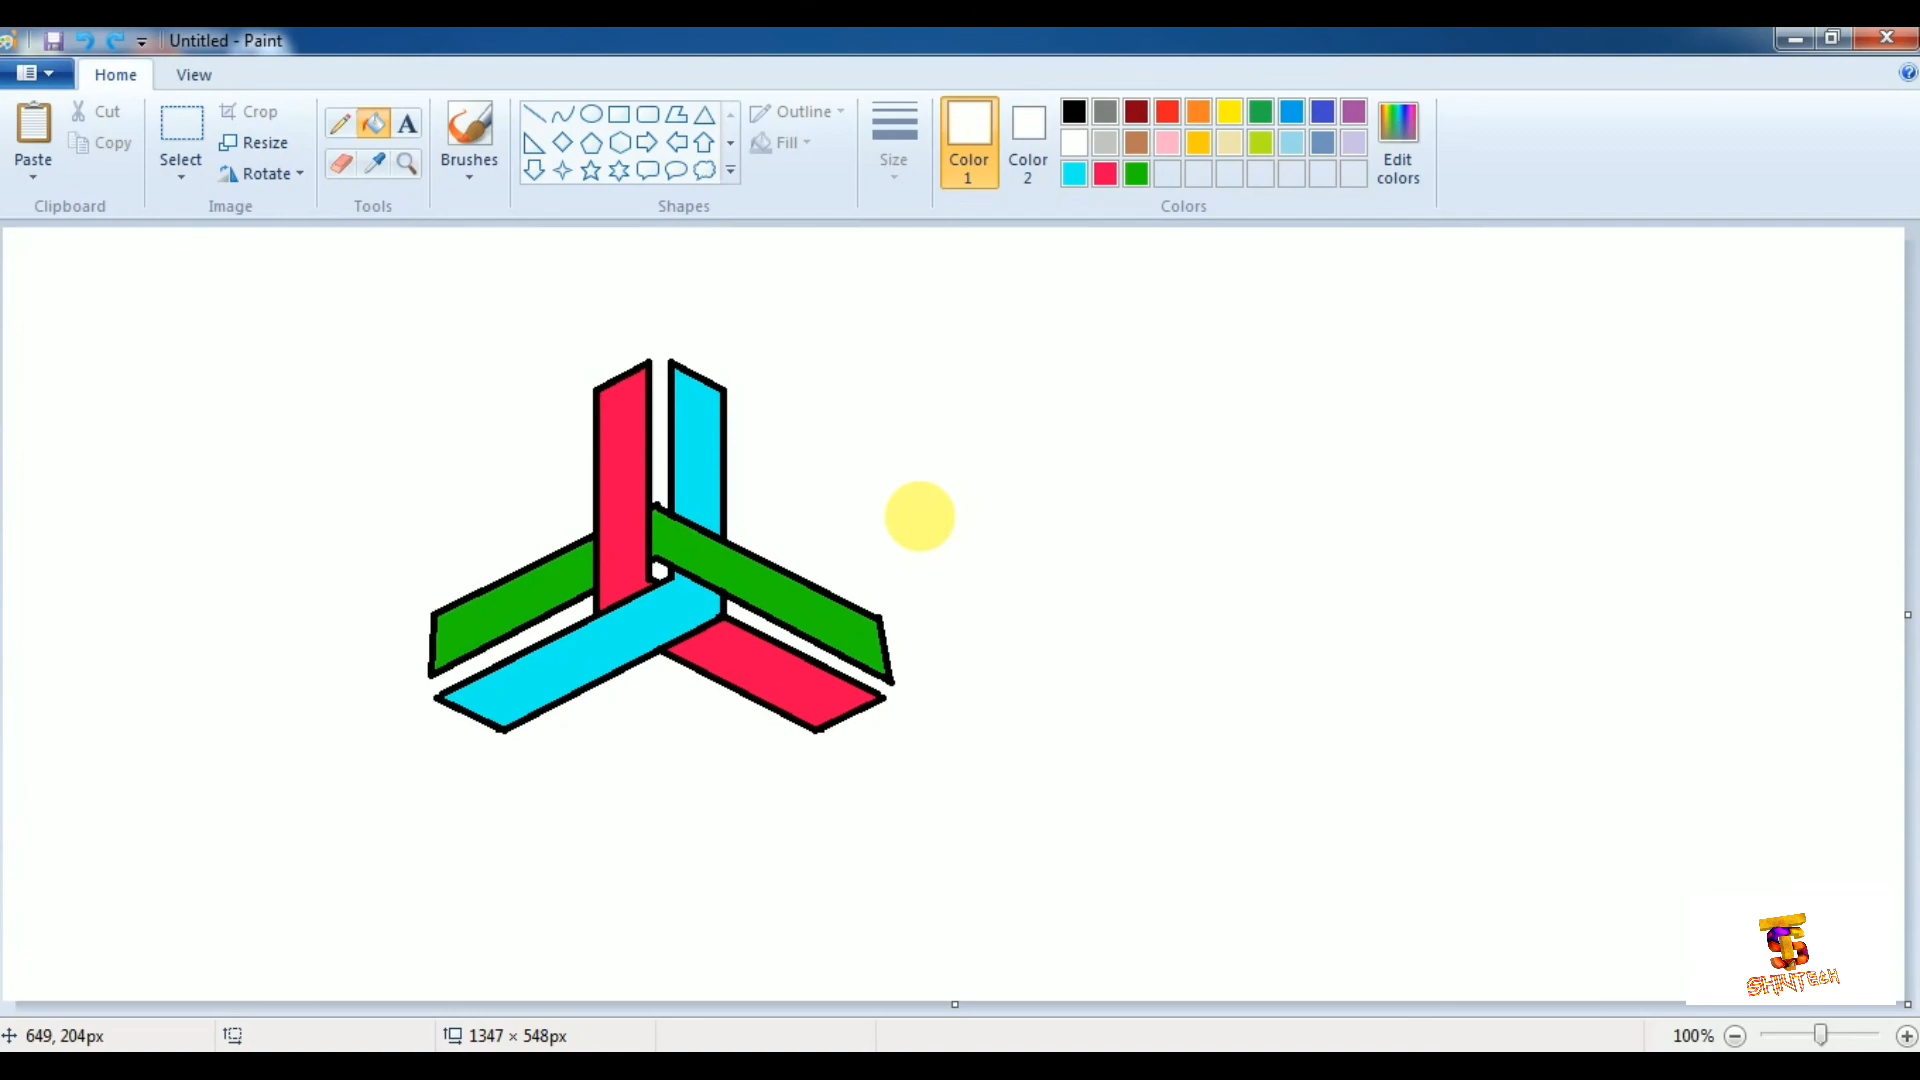 Untitled - Paint
Home View
Cut
Copy
Paste
Clipboard
Crop
Resize
Rotate
Select
Image
A
Tools
Brushes
Shapes
Outline
Fill
Size
Color 1
Color 2
Edit colors
Colors
SHINTECH
649, 204px
1347 × 548px
100%